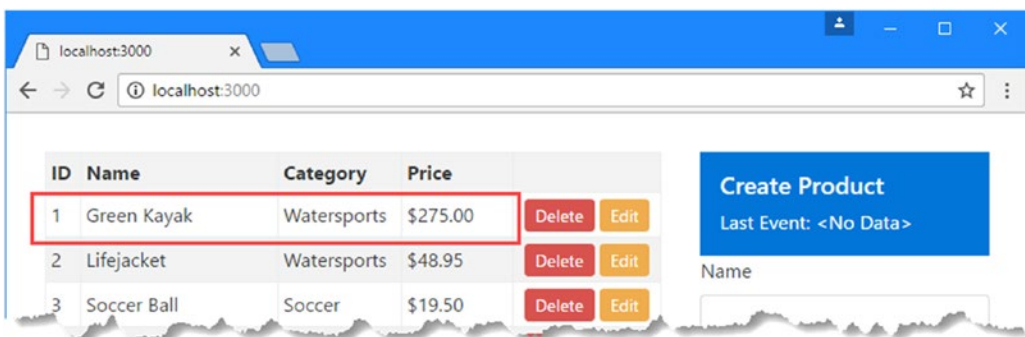 localhost:3000
localhost:3000
ID Name Category Price
1 Green Kayak Watersports $275.00 Delete Edit
2 Lifejacket Watersports $48.95 Delete Edit
3 Soccer Ball Soccer $19.50 Delete Edit
Create Product
Last Event: <No Data>
Name